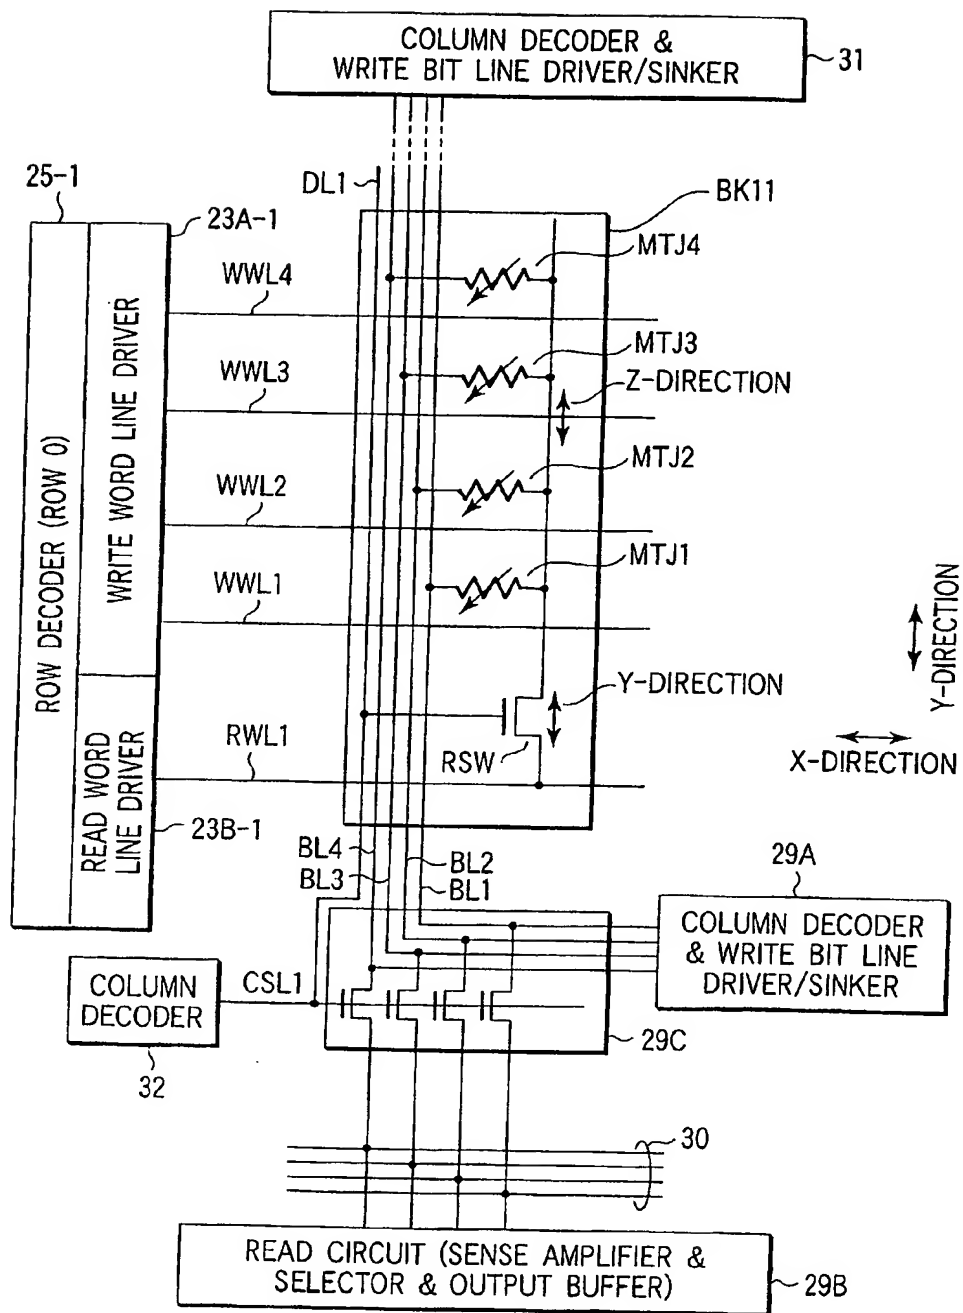 COLUMN DECODER &
WRITE BIT LINE DRIVER/SINKER
31
25-1
DL1
BK11
23A-1
MTJ4
WWL4
MTJ3
WWL3
Z-DIRECTION
MTJ2
WWL2
MTJ1
WWL1
ROW DECODER (ROW 0)
WRITE WORD LINE DRIVER
Y-DIRECTION
Y-DIRECTION
RWL1
RSW
X-DIRECTION
READ WORD
LINE DRIVER
23B-1
BL4
BL2
BL3
BL1
29A
COLUMN DECODER
& WRITE BIT LINE
DRIVER/SINKER
COLUMN
DECODER
CSL1
32
29C
30
READ CIRCUIT (SENSE AMPLIFIER &
SELECTOR & OUTPUT BUFFER)
29B